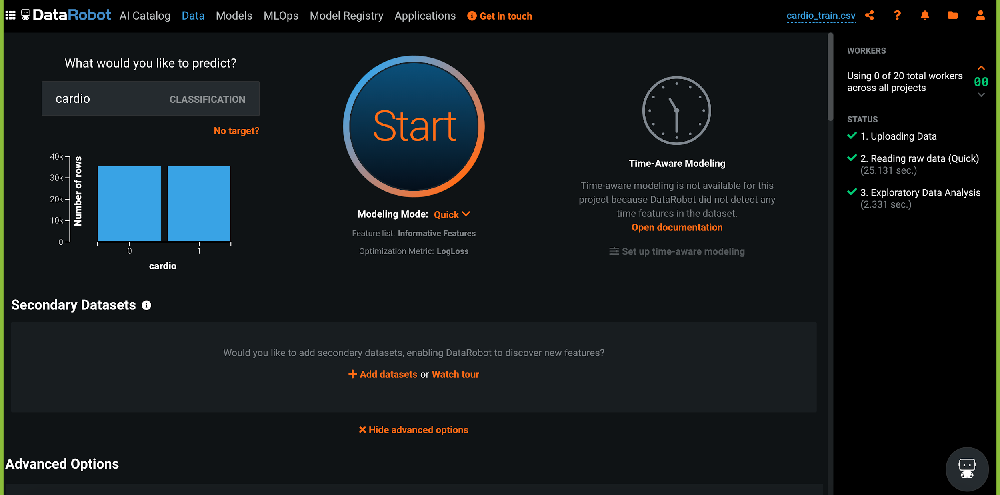 DataRobot AI Catalog Data Models MLOps Model Registry Applications Get in touch cardio_train.csv
What would you like to predict?
cardio CLASSIFICATION
No target?
40k
30k
20k
10k
0
Number of rows
0 1
cardio
Start
Modeling Mode: Quick
Feature list: Informative Features
Optimization Metric: LogLoss
Time-Aware Modeling
Time-aware modeling is not available for this
project because DataRobot did not detect any
time features in the dataset.
Open documentation
Set up time-aware modeling
WORKERS
Using 0 of 20 total workers
across all projects
00
STATUS
1. Uploading Data
2. Reading raw data (Quick)
(25.131 sec.)
3. Exploratory Data Analysis
(2.331 sec.)
Secondary Datasets
Would you like to add secondary datasets, enabling DataRobot to discover new features?
Add datasets or Watch tour
Hide advanced options
Advanced Options